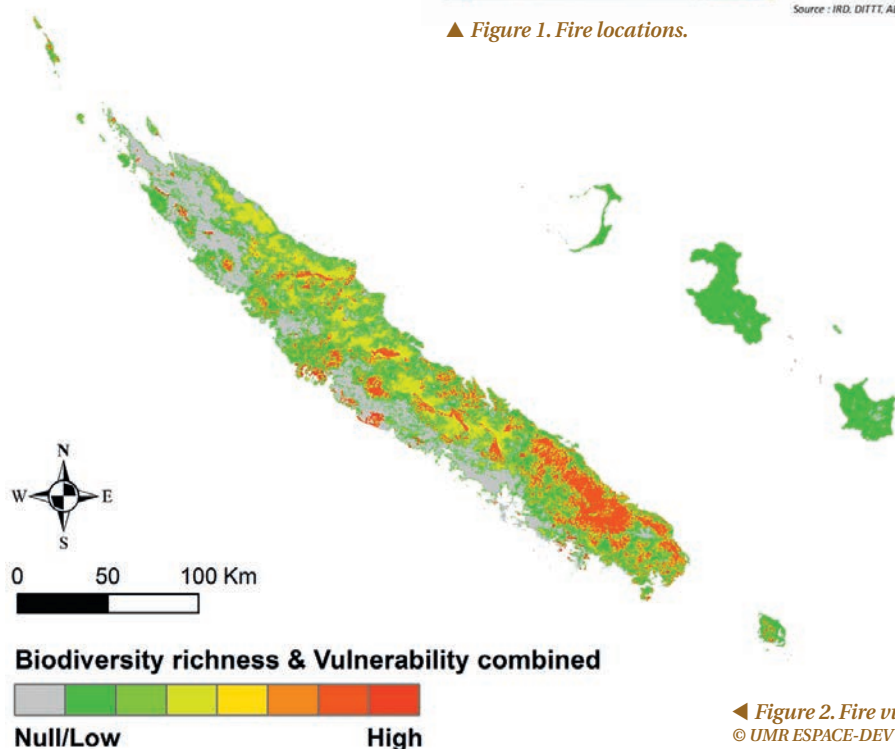 Source : IRD, DITTT,
▲ Figure 1. Fire locations.
N
W E
S
0 50 100 Km
Biodiversity richness & Vulnerability combined
Null/Low High
◄ Figure 2. Fire
© UMR ESPACE-DEV